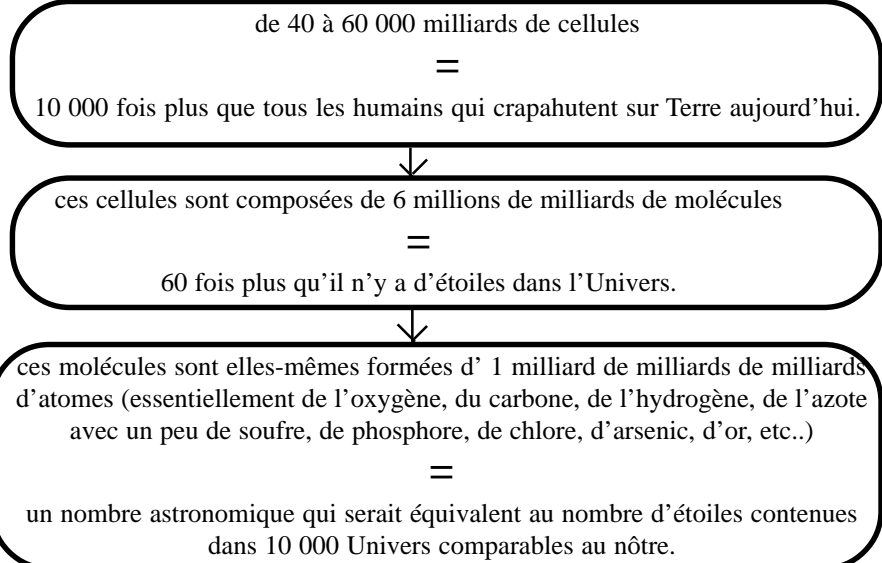 de 40 à 60 000 milliards de cellules
=
10 000 fois plus que tous les humains qui crapahutent sur Terre aujourd’hui.
ces cellules sont composées de 6 millions de milliards de molécules
=
60 fois plus qu’il n’y a d’étoiles dans l’Univers.
ces molécules sont elles-mêmes formées d’ 1 milliard de milliards de milliards
d’atomes (essentiellement de l’oxygène, du carbone, de l’hydrogène, de l’azote
avec un peu de soufre, de phosphore, de chlore, d’arsenic, d’or, etc..)
=
un nombre astronomique qui serait équivalent au nombre d’étoiles contenues
dans 10 000 Univers comparables au nôtre.